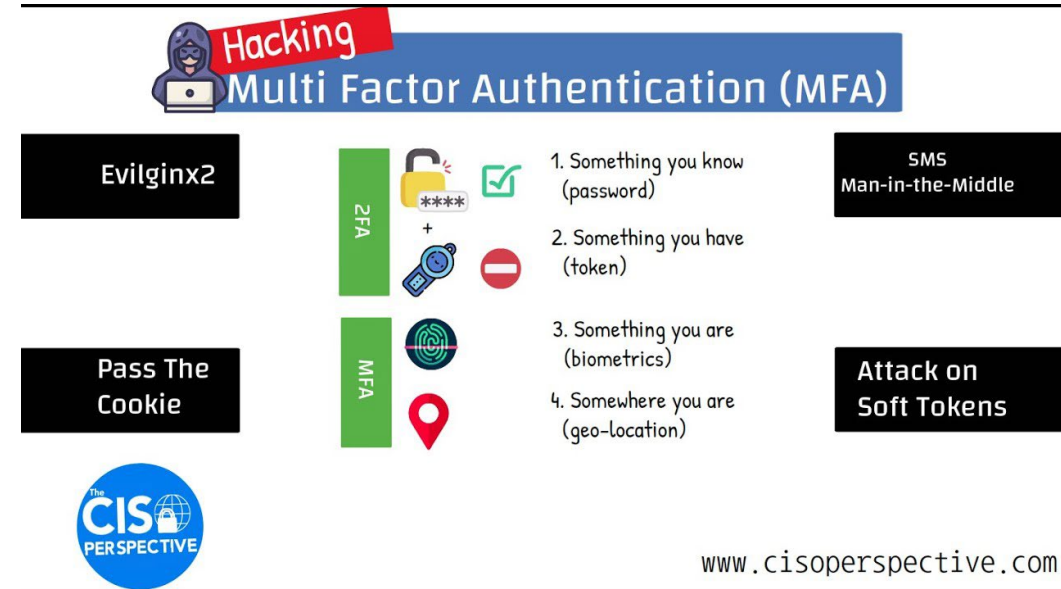 Hacking
Multi Factor Authentication (MFA)
Evilginx2
2FA
****
+
1. Something you know
(password)
2. Something you have
(token)
SMS
Man-in-the-Middle
Pass The
Cookie
MFA
3. Something you are
(biometrics)
4. Somewhere you are
(geo-location)
Attack on
Soft Tokens
The
CISO
PERSPECTIVE
www.cisoperspective.com